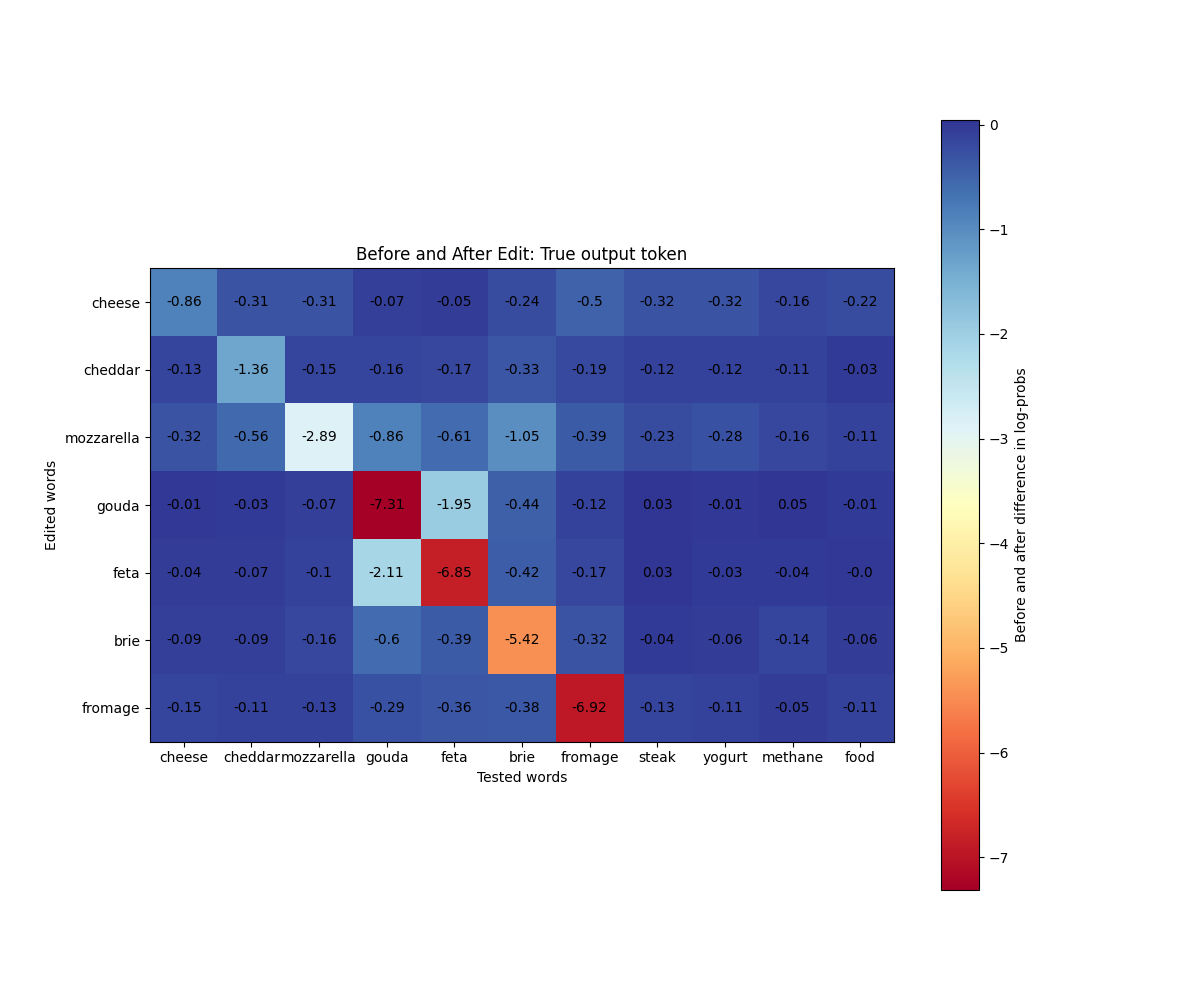 Before and After Edit: True output token
cheese -0.86 -0.31 -0.31 -0.07 -0.05 -0.24 -0.5 -0.32 -0.32 -0.16 -0.22
cheddar -0.13 -1.36 -0.15 -0.16 -0.17 -0.33 -0.19 -0.12 -0.12 -0.11 -0.03
mozzarella -0.32 -0.56 -2.89 -0.86 -0.61 -1.05 -0.39 -0.23 -0.28 -0.16 -0.11
gouda -0.01 -0.03 -0.07 -7.31 -1.95 -0.44 -0.12 0.03 -0.01 0.05 -0.01
feta -0.04 -0.07 -0.1 -2.11 -6.85 -0.42 -0.17 0.03 -0.03 -0.04 -0.0
brie -0.09 -0.09 -0.16 -0.6 -0.39 -5.42 -0.32 -0.04 -0.06 -0.14 -0.06
fromage -0.15 -0.11 -0.13 -0.29 -0.36 -0.38 -6.92 -0.13 -0.11 -0.05 -0.11
cheese cheddar mozzarella gouda feta brie fromage steak yogurt methane food
Tested words
Edited words
0
−1
−2
−3
−4
−5
−6
−7
Before and after difference in log-probs